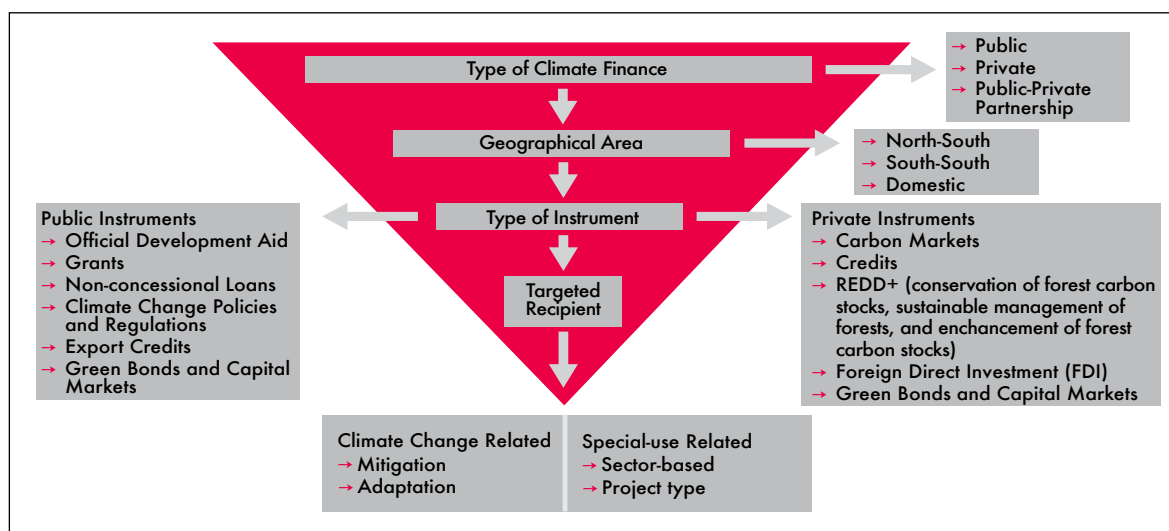 Type of Climate Finance
→ Public
→ Private
→ Public-Private
Partnership
Geographical Area
→ North-South
→ South-South
→ Domestic
Type of Instrument
Public Instruments
→ Official Development Aid
→ Grants
→ Non-concessional Loans
→ Climate Change Policies
and Regulations
→ Export Credits
→ Green Bonds and Capital
Markets
Private Instruments
→ Carbon Markets
→ Credits
→ REDD+ (conservation of forest carbon
stocks, sustainable management of
forests, and enchancement of forest
carbon stocks)
→ Foreign Direct Investment (FDI)
→ Green Bonds and Capital Markets
Targeted
Recipient
Climate Change Related
→ Mitigation
→ Adaptation
Special-use Related
→ Sector-based
→ Project type